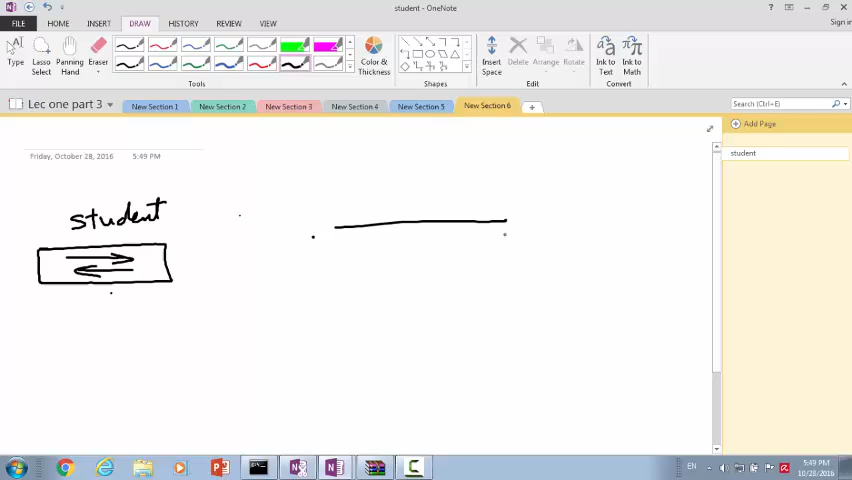 student - OneNote
FILE HOME INSERT DRAW HISTORY REVIEW VIEW
Sign in
Type Lasso Select Panning Hand Eraser Color & Thickness Insert Space Delete Arrange Rotate Ink to Text Ink to Math
Tools Shapes Edit Convert
Lec one part 3 New Section 1 New Section 2 New Section 3 New Section 4 New Section 5 New Section 6
Search (Ctrl+E)
Add Page
student
Friday, October 28, 2016 5:49 PM
student
EN
5:49 PM
10/28/2016